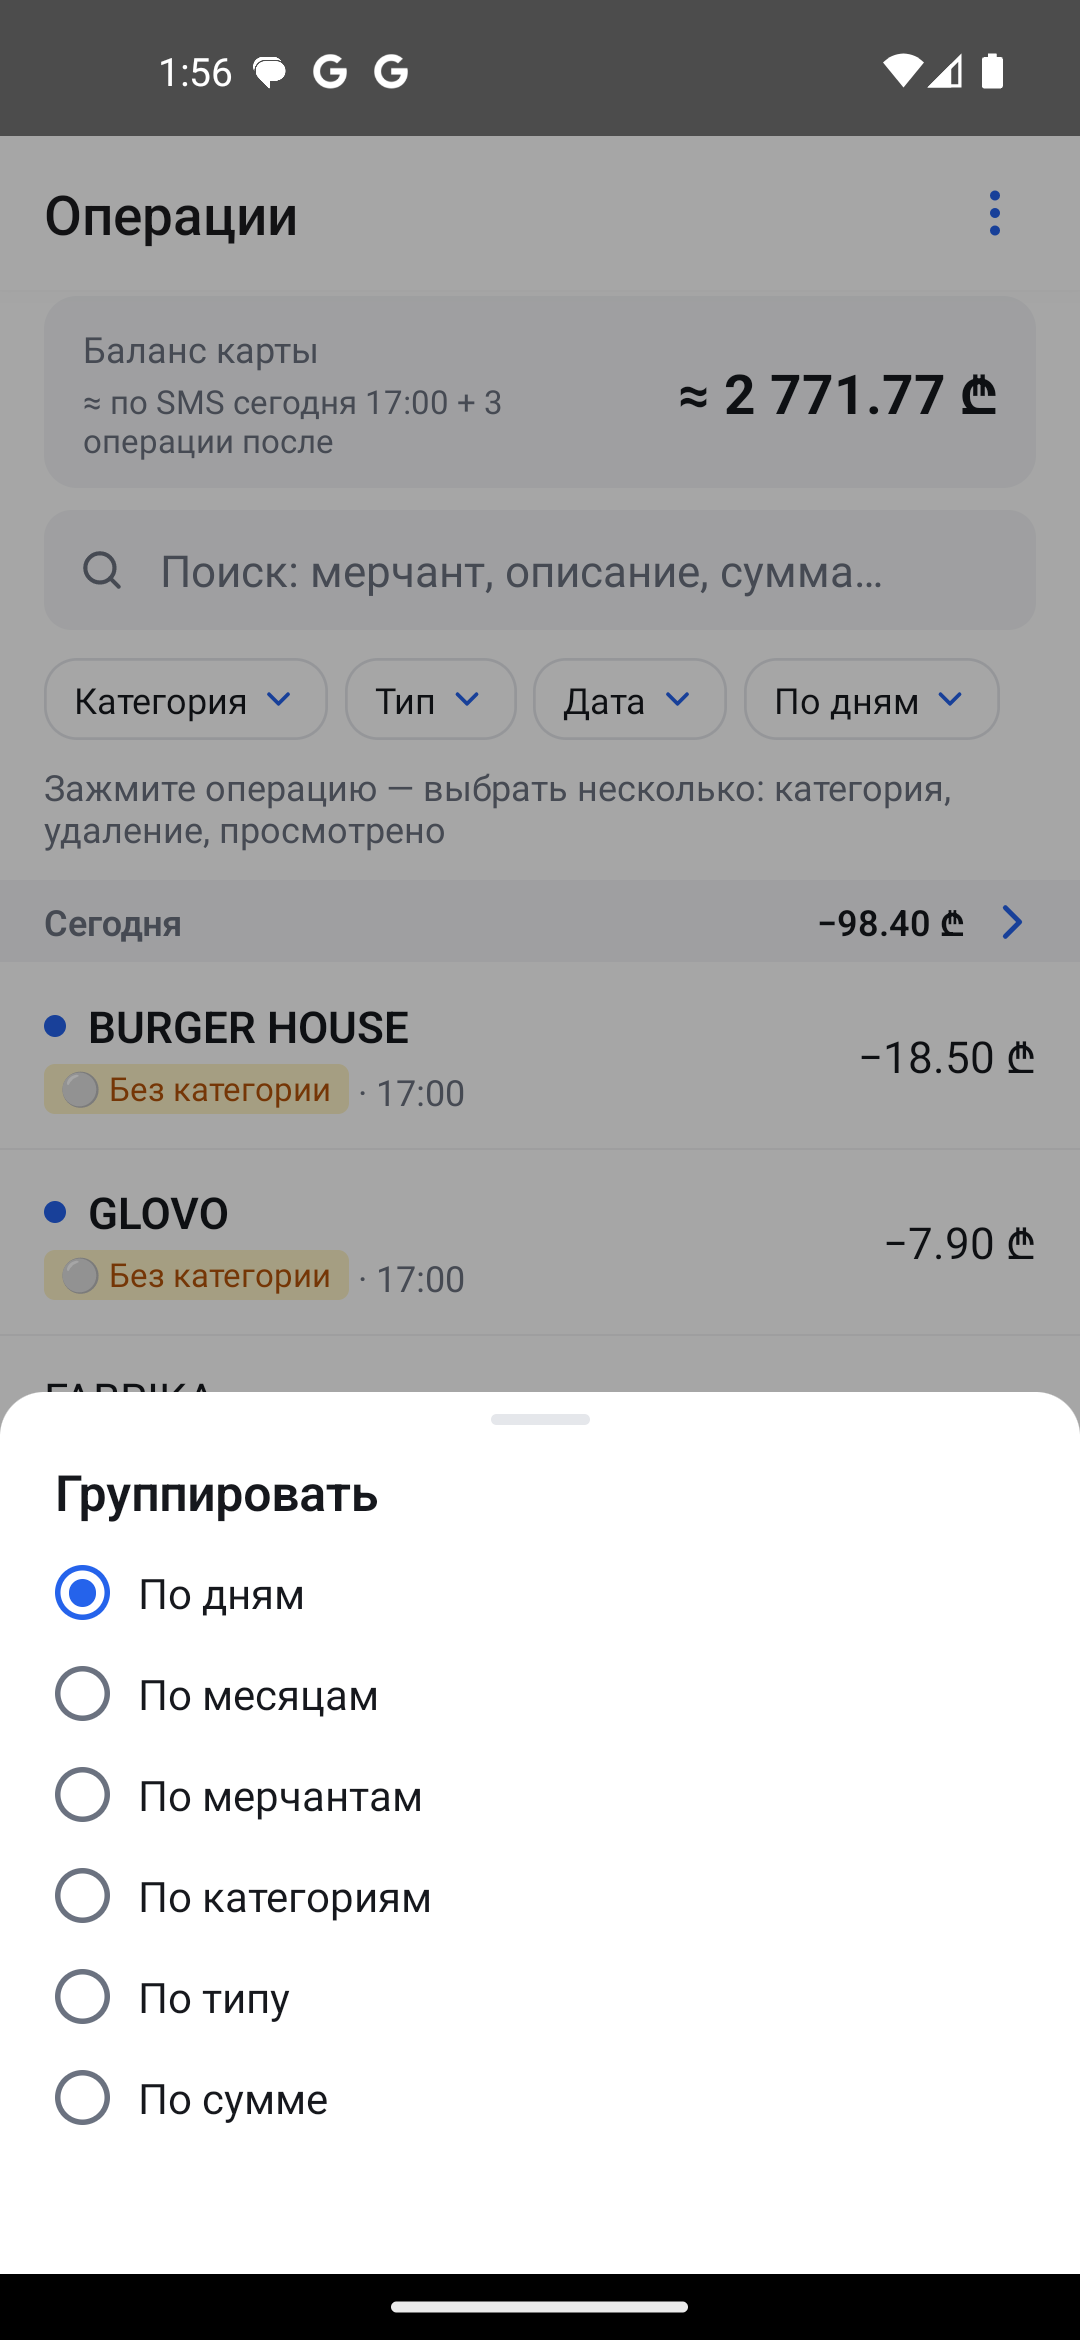 1:56
Операции
Баланс карты
≈ по SMS сегодня 17:00 + 3
операции после
≈ 2 771.77 ₾
Поиск: мерчант, описание, сумма…
Категория
Тип
Дата
По дням
Зажмите операцию — выбрать несколько: категория,
удаление, просмотрено
Сегодня
−98.40 ₾
BURGER HOUSE
−18.50 ₾
Без категории · 17:00
GLOVO
−7.90 ₾
Без категории · 17:00
FABRIKA
Группировать
По дням
По месяцам
По мерчантам
По категориям
По типу
По сумме